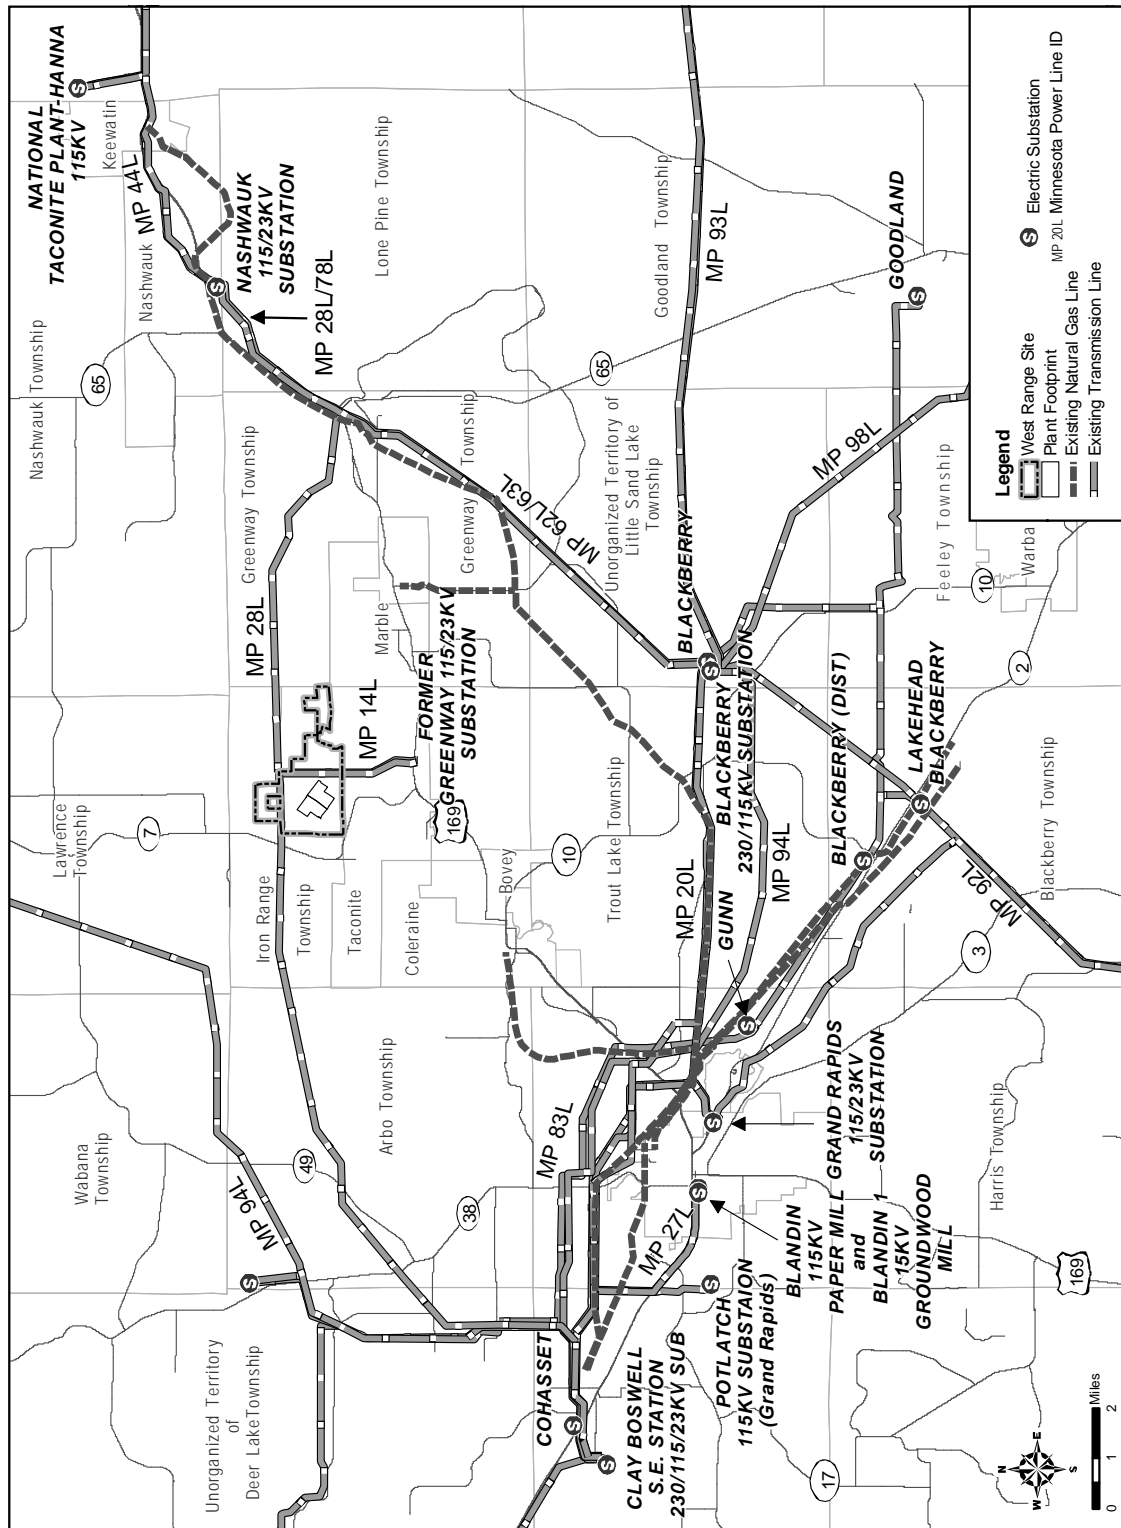 NATIONAL
TACONITE PLANT-HANNA
115KV
Keewatin
MP 44L
Nashwauk
NASHWAUK
115/23KV
SUBSTATION
MP 28L/78L
Lone Pine Township
Nashwauk Township
65
Greenway Township
MP 28L
Greenway Township
65
Goodland Township
MP 93L
GOODLAND
MP 62L/63L
Unorganized Territory of
Little Sand Lake
Township
MP 98L
Feeley Township
10
Warba
Marble
FORMER
GREENWAY 115/23KV
SUBSTATION
MP 14L
169
BLACKBERRY
BLACKBERRY
230/115KV SUBSTATION
BLACKBERRY (DIST)
LAKEHEAD
BLACKBERRY
2
Lawrence
Township
7
Iron Range
Township
Taconite
Coleraine
Bovey
10
Trout Lake Township
MP 20L
MP 94L
GUNN
MP 92L
Blackberry Township
3
Arbo Township
Wabana
Township
49
MP 94L
38
MP 83L
MP 27L
GRAND RAPIDS
115/23KV
SUBSTATION
BLANDIN
115KV
PAPER MILL
and
BLANDIN 1
15KV
GROUNDWOOD
MILL
Harris Township
169
POTLATCH
115KV SUBSTAION
(Grand Rapids)
COHASSET
CLAY BOSWELL
S.E. STATION
230/115/23KV SUB
Unorganized Territory
of
Deer LakeTownship
17
N
W
E
S
0 1 2
Miles
Legend
West Range Site
Plant Footprint
Existing Natural Gas Line
Existing Transmission Line
S Electric Substation
MP 20L Minnesota Power Line ID